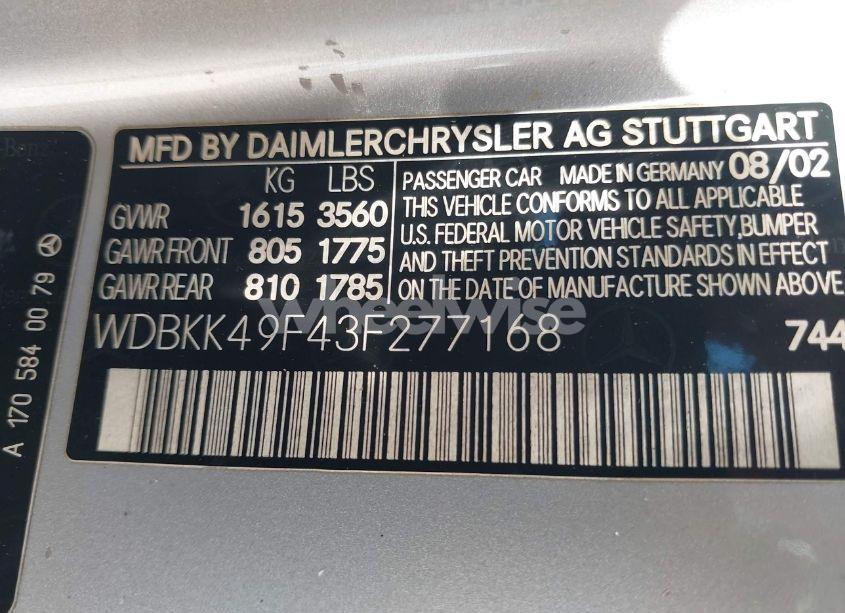 MFD BY DAIMLERCHRYSLER AG STUTTGART
KG LBS
GVWR 1615 3560
GAWR FRONT 805 1775
GAWR REAR 810 1785
PASSENGER CAR MADE IN GERMANY 08/02
THIS VEHICLE CONFORMS TO ALL APPLICABLE
U.S. FEDERAL MOTOR VEHICLE SAFETY,BUMPER
AND THEFT PREVENTION STANDARDS IN EFFECT
ON THE DATE OF MANUFACTURE SHOWN ABOVE
wheelwise
WDBKK49F43F277168 744
A 170 584 00 79